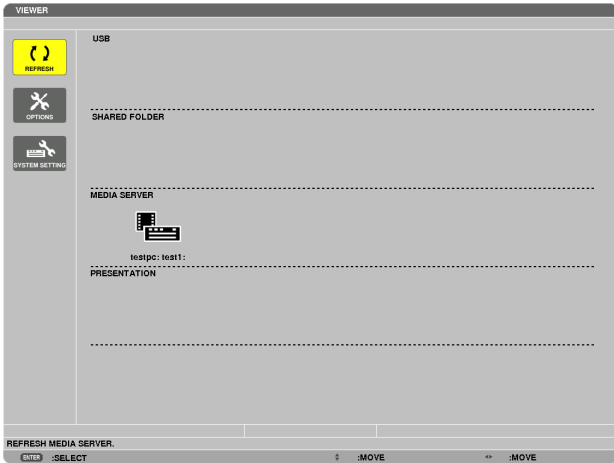 VIEWER
USB
REFRESH
OPTIONS
SHARED FOLDER
SYSTEM SETTING
MEDIA SERVER
testpc: test1:
PRESENTATION
REFRESH MEDIA SERVER.
ENTER :SELECT :MOVE :MOVE